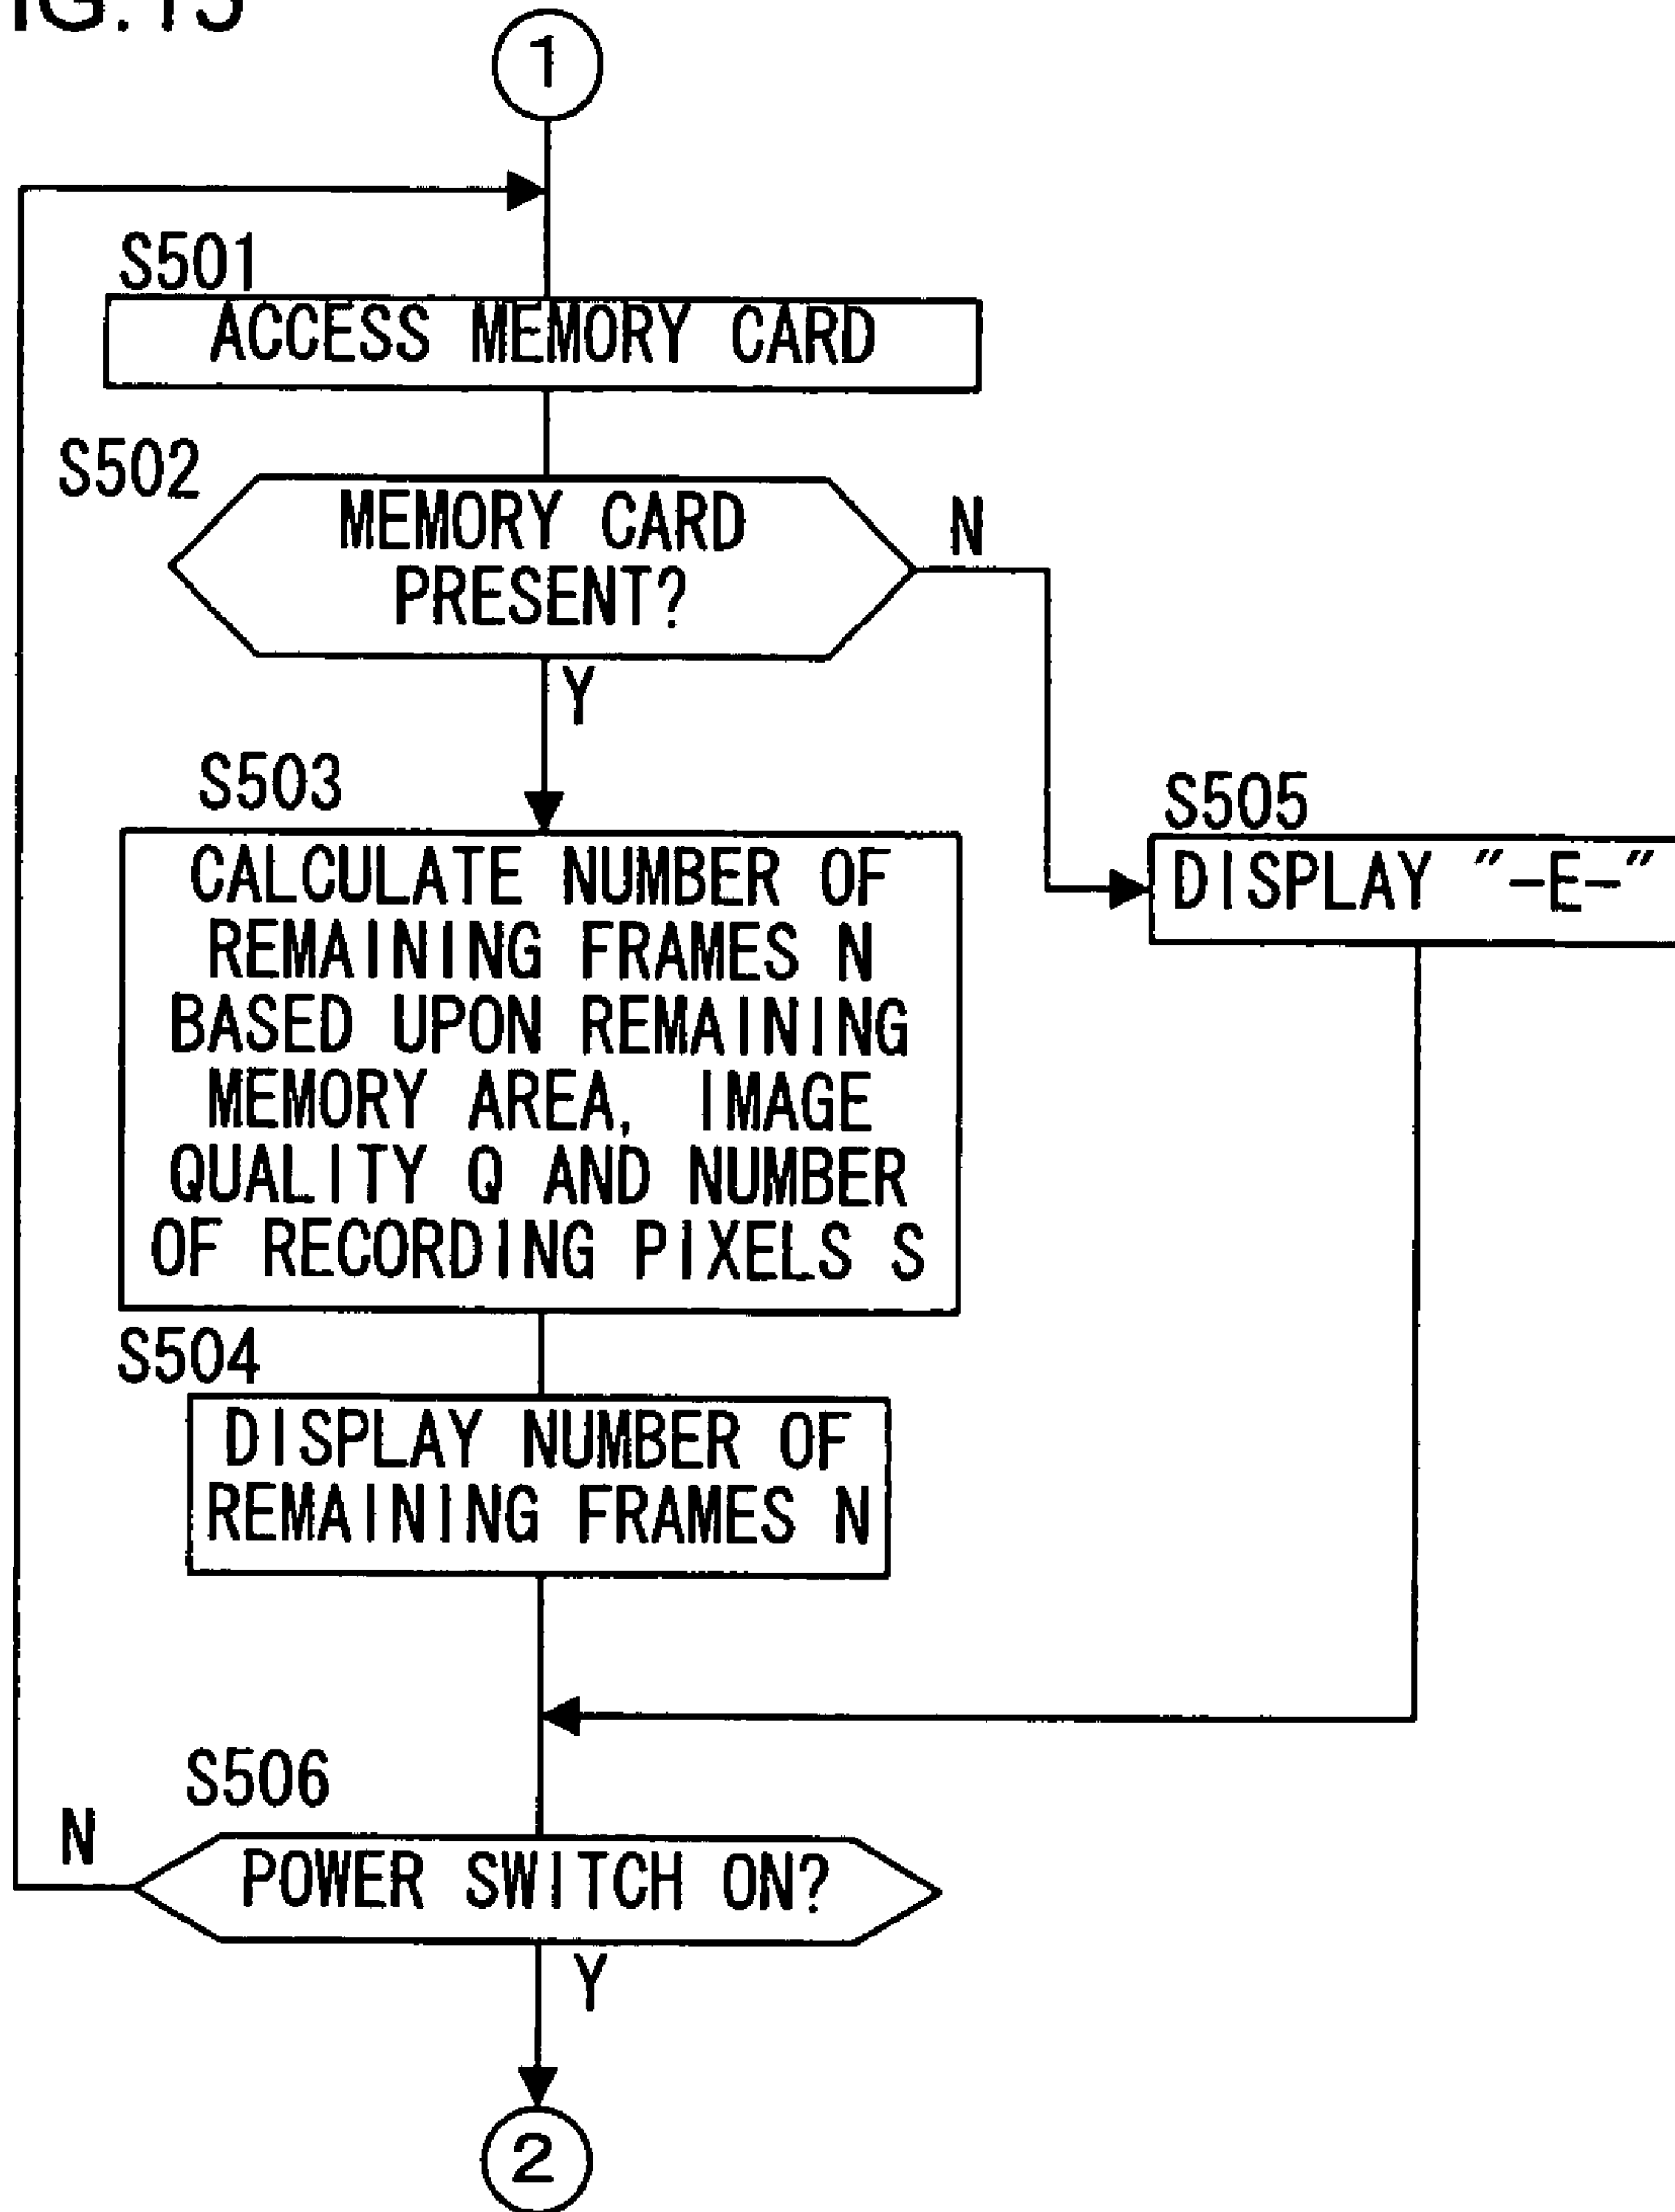 IG.15
1
S501
ACCESS MEMORY CARD
S502
MEMORY CARD
PRESENT?
N
Y
S503
CALCULATE NUMBER OF
REMAINING FRAMES N
BASED UPON REMAINING
MEMORY AREA, IMAGE
QUALITY Q AND NUMBER
OF RECORDING PIXELS S
S505
DISPLAY "-E-"
S504
DISPLAY NUMBER OF
REMAINING FRAMES N
S506
N
POWER SWITCH ON?
Y
2